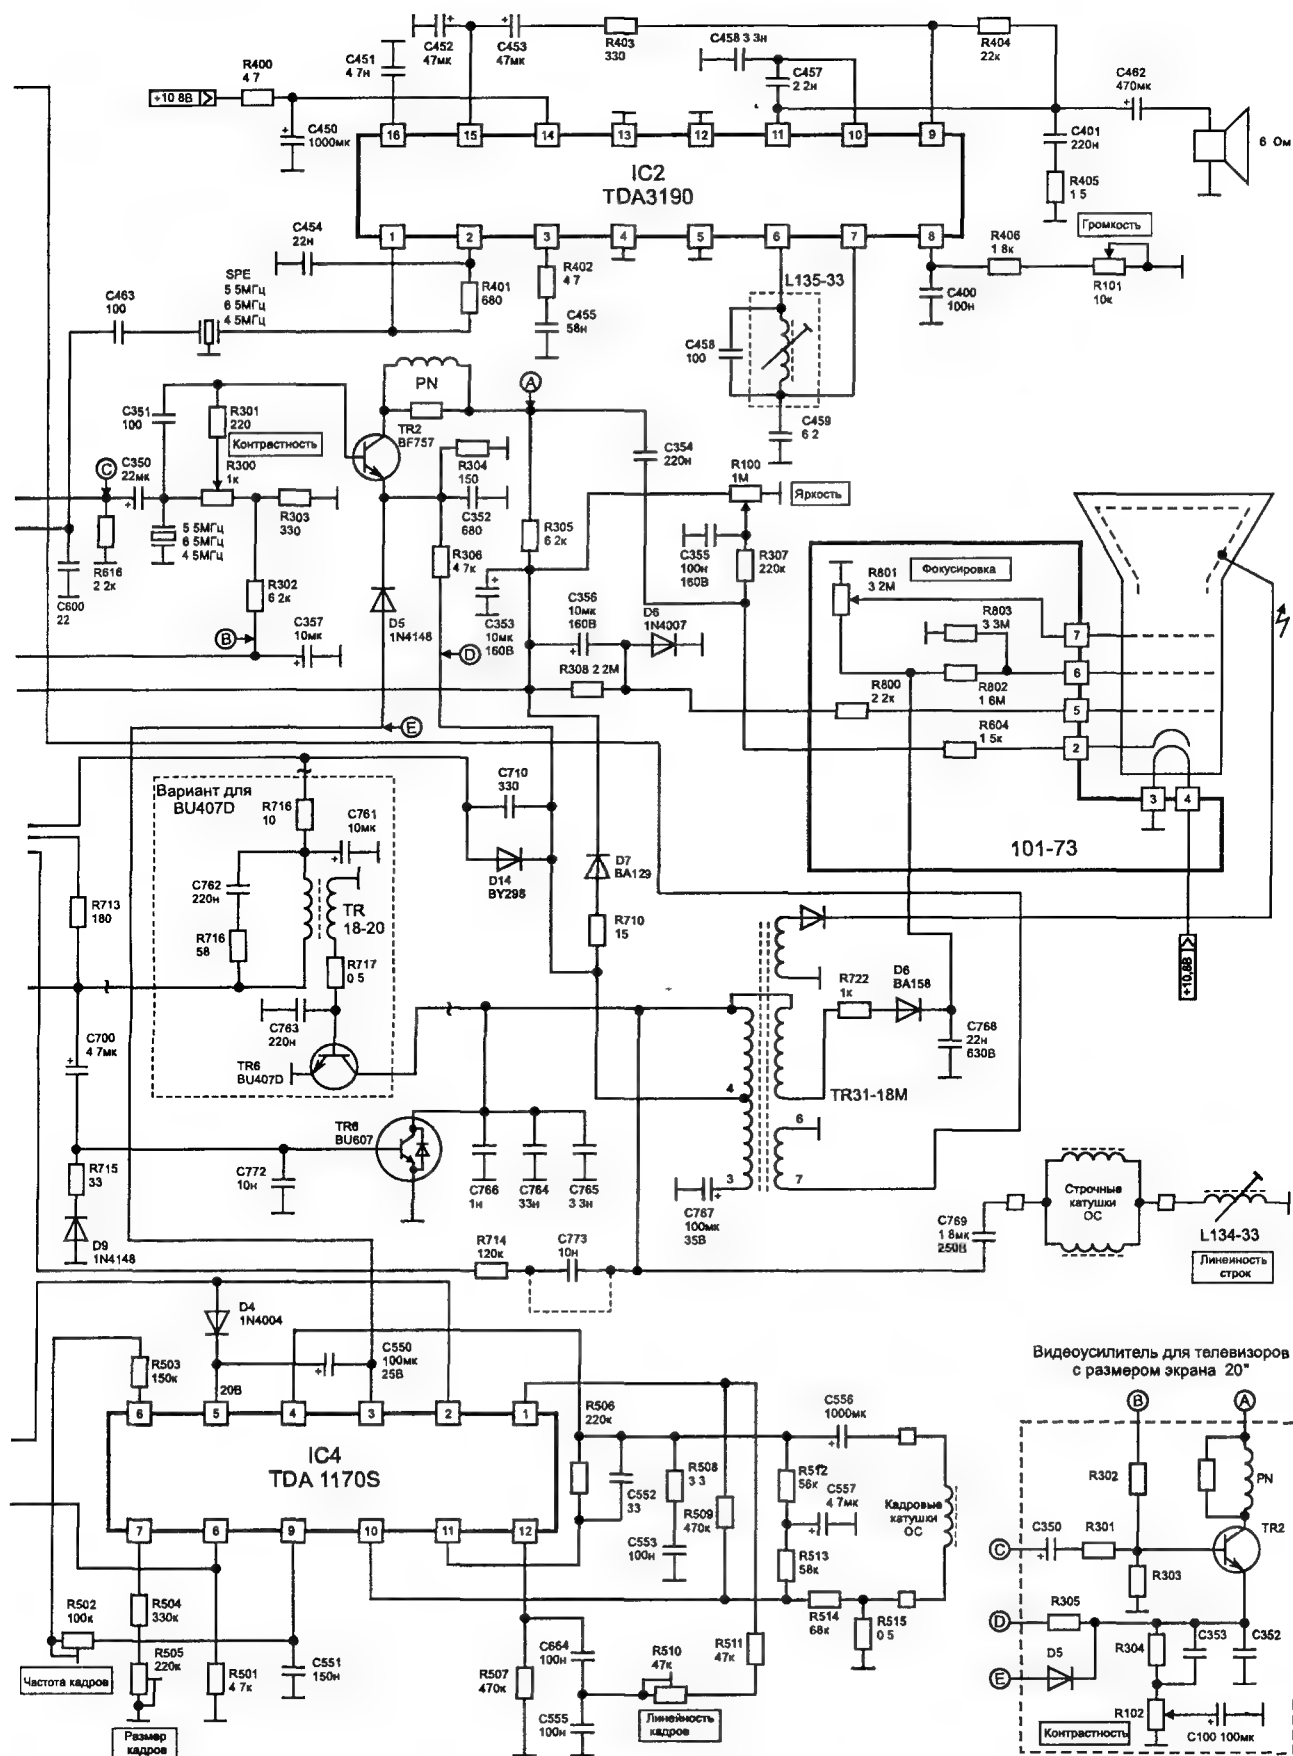 C452
47мк
C453
47мк
R403
330
C458 3 3н
R404
22к
R400
4 7
C451
4 7н
C457
2 2н
C462
470мк
+10 8В
C450
1000мк
16
15
14
13
12
11
10
9
C401
220н
6 Ом
IC2
TDA3190
R405
1 5
C454
22н
1
2
3
4
5
6
7
8
R406
1 8к
Громкость
SPE
5 5МГц
6 5МГц
4 5МГц
R402
4 7
R401
680
L135-33
C400
100н
R101
10к
C463
100
C455
58н
C458
100
PN
A
C351
100
R301
220
TR2
BF757
C459
6 2
Контрастность
C354
220н
C
C350
22мк
R300
1к
R304
150
R100
1М
Яркость
R303
330
C352
680
5 5МГц
6 5МГц
4 5МГц
R305
6 2к
R616
2 2к
R306
4 7к
C355
100н
160В
R307
220к
R801
3 2М
Фокусировка
C600
22
R302
6 2к
C356
10мк
160В
D6
1N4007
R803
3 3М
7
B
C357
10мк
D5
1N4148
C353
10мк
160В
D
R308 2 2М
6
R800
2 2к
R802
1 6М
5
E
R604
1 5к
2
Вариант для
BU407D
R716
10
C761
10мк
C710
330
3
4
101-73
D14
BY298
D7
BA129
C762
220н
TR
18-20
R713
180
R716
58
R710
15
R717
0 5
+10,8В
R722
1к
D6
BA158
C763
220н
C700
4 7мк
C768
22н
630В
TR6
BU407D
4
TR31-18М
TR6
BU607
6
R715
33
C772
10н
C766
1н
C764
33н
C765
3 3н
3
7
Строчные
катушки
ОС
C767
100мк
35В
D9
1N4148
R714
120к
C773
10н
C769
1 8мк
250В
L134-33
Линеиность
строк
D4
1N4004
C550
100мк
25В
R503
150к
20В
Видеоусилитель для телевизоров
с размером экрана 20"
6
5
4
3
2
1
R506
220к
C556
1000мк
B
A
IC4
TDA 1170S
R508
3 3
R512
56к
R302
PN
C552
33
R509
470к
C557
4 7мк
Кадровые
катушки
ОС
7
8
9
10
11
12
C553
100н
TR2
C
C350
R301
R513
58к
R303
R502
100к
R504
330к
R514
68к
R515
0 5
D
R305
R505
220к
C664
100н
R510
47к
R511
47к
R304
C353
C352
Частота кадров
R501
4 7к
C551
150н
R507
470к
D5
E
Линейность
кадров
R102
Размер
кадров
C555
100н
Контрастность
C100 100мк